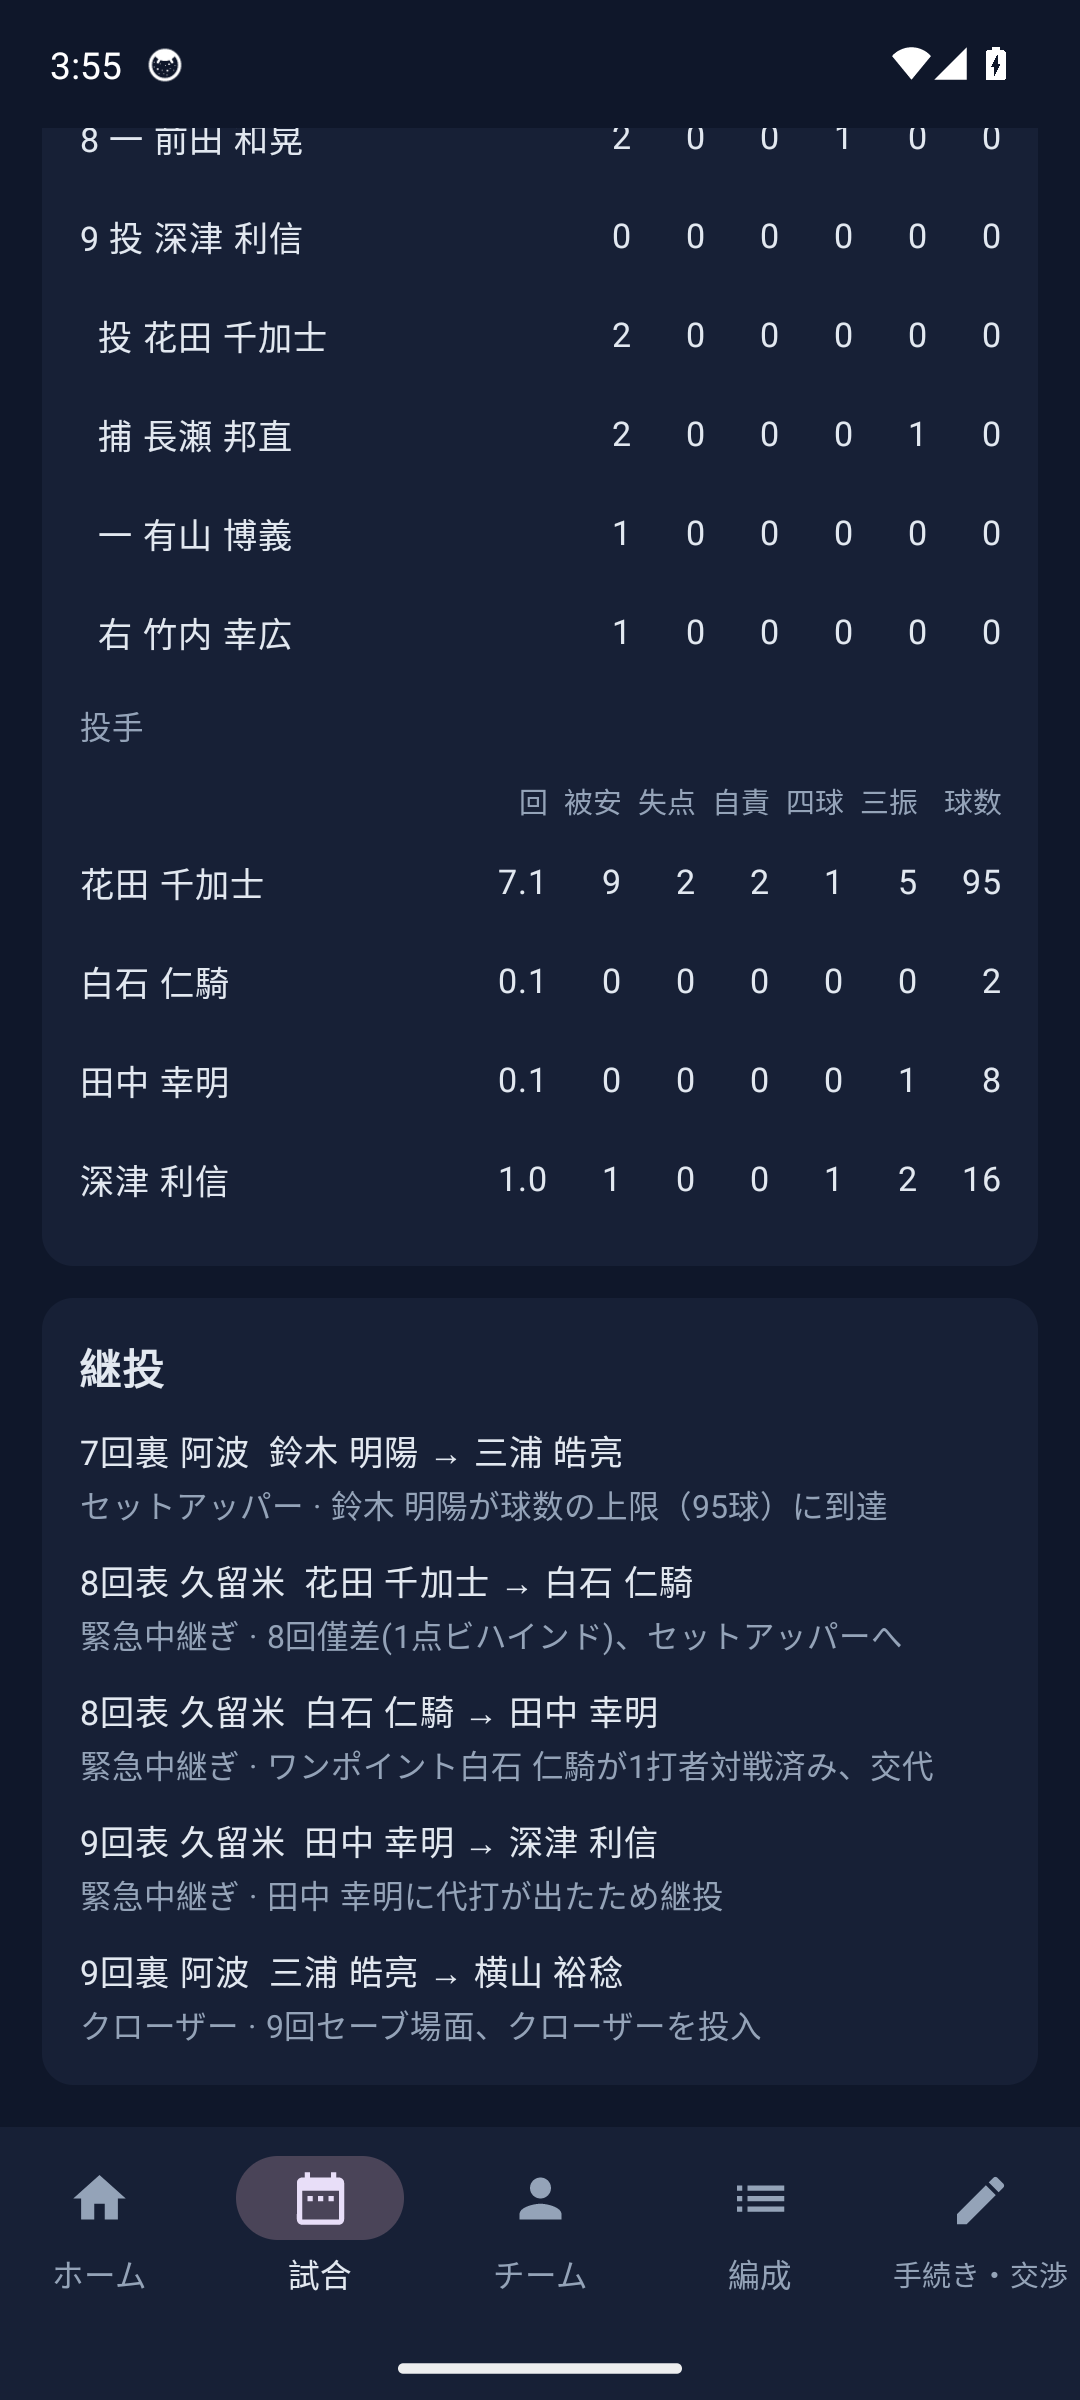 3:55
8 一 前田 和晃 2 0 0 1 0 0
9 投 深津 利信 0 0 0 0 0 0
投 花田 千加士 2 0 0 0 0 0
捕 長瀬 邦直 2 0 0 0 1 0
一 有山 博義 1 0 0 0 0 0
右 竹内 幸広 1 0 0 0 0 0
投手
回 被安 失点 自責 四球 三振 球数
花田 千加士 7.1 9 2 2 1 5 95
白石 仁騎 0.1 0 0 0 0 0 2
田中 幸明 0.1 0 0 0 0 1 8
深津 利信 1.0 1 0 0 1 2 16
継投
7回裏 阿波 鈴木 明陽 → 三浦 皓亮
セットアッパー · 鈴木 明陽が球数の上限（95球）に到達
8回表 久留米 花田 千加士 → 白石 仁騎
緊急中継ぎ · 8回僅差(1点ビハインド)、セットアッパーへ
8回表 久留米 白石 仁騎 → 田中 幸明
緊急中継ぎ · ワンポイント白石 仁騎が1打者対戦済み、交代
9回表 久留米 田中 幸明 → 深津 利信
緊急中継ぎ · 田中 幸明に代打が出たため継投
9回裏 阿波 三浦 皓亮 → 横山 裕稔
クローザー · 9回セーブ場面、クローザーを投入
ホーム 試合 チーム 編成 手続き・交渉